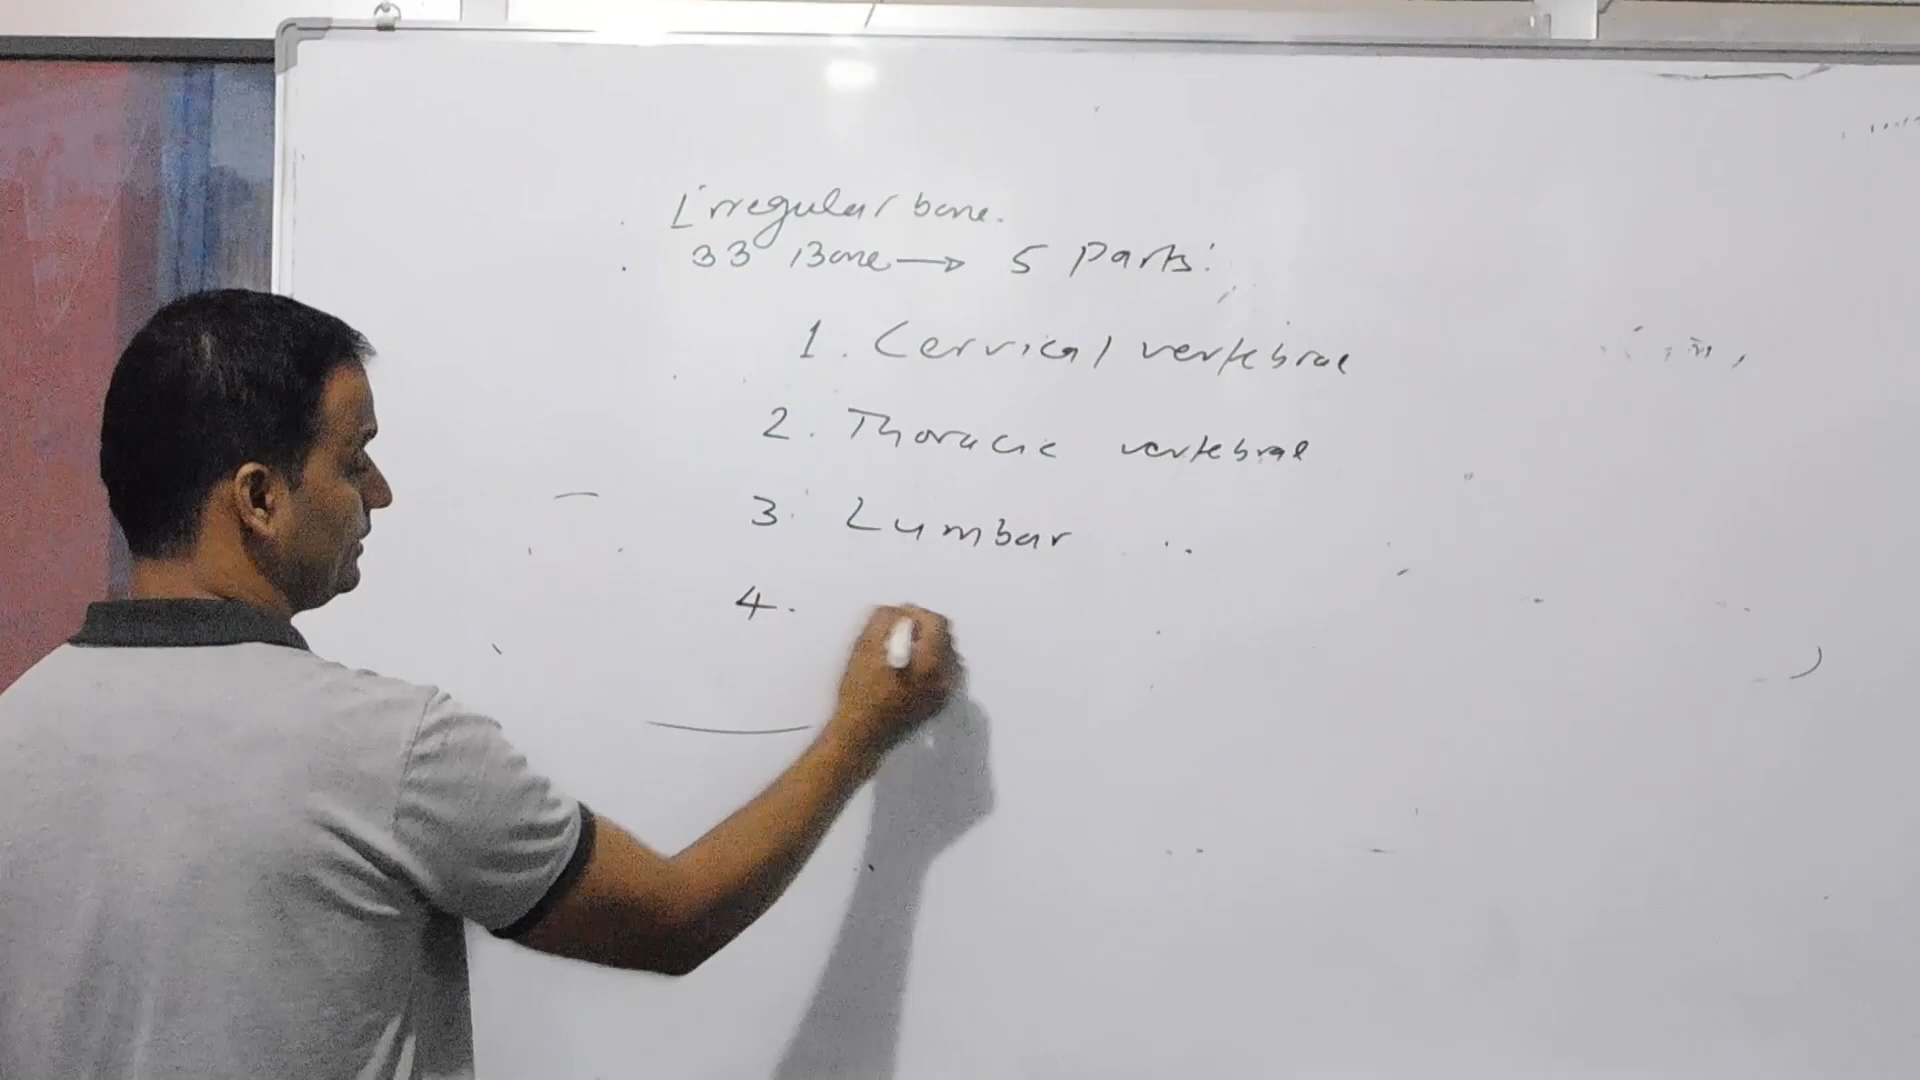 Irregular bone.
33 Bone → 5 Parts:
1. Cervical vertebrae
2. Thoracic vertebrae
3. Lumbar ..
4.